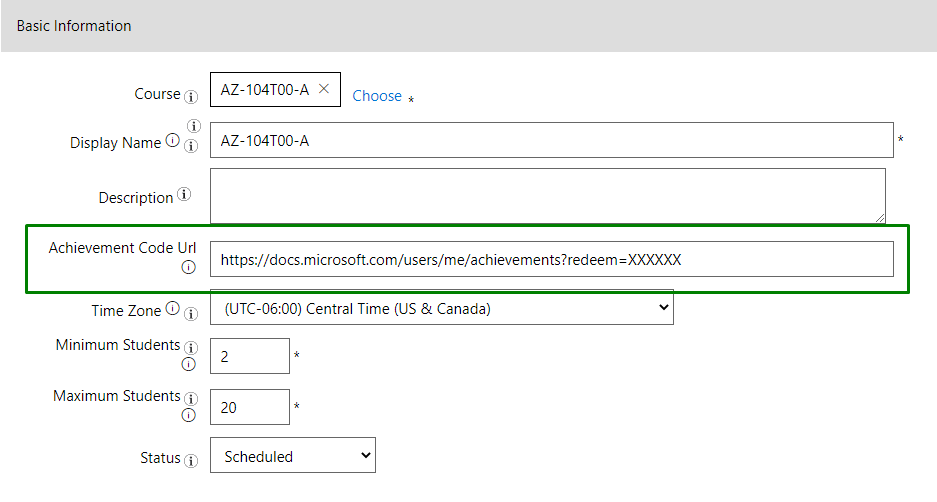 Basic Information
Course AZ-104T00-A × Choose *
Display Name AZ-104T00-A *
Description
Achievement Code Url https://docs.microsoft.com/users/me/achievements?redeem=XXXXXX
Time Zone (UTC-06:00) Central Time (US & Canada)
Minimum Students 2 *
Maximum Students 20 *
Status Scheduled